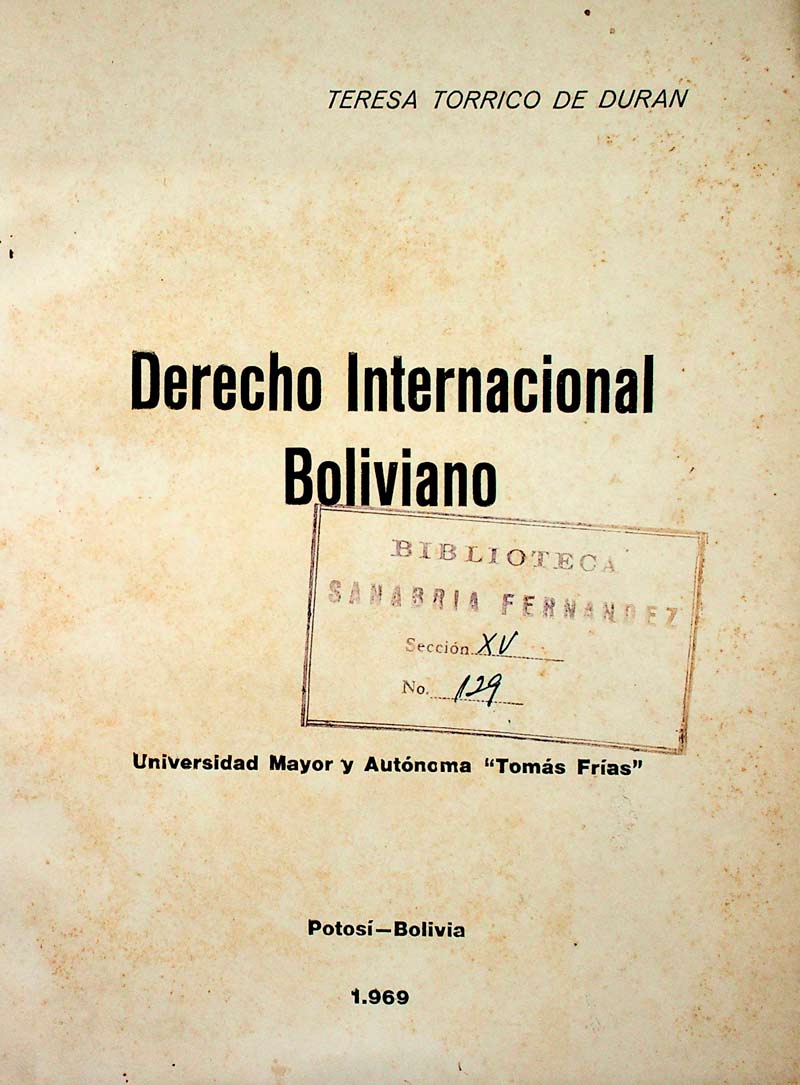 TERESA TORRICO DE DURAN
Derecho Internacional
Boliviano
BIBLIOTECA
SANABRIA FERNANDEZ
Sección XV
No. 129
Universidad Mayor y Autónoma "Tomás Frías"
Potosí—Bolivia
1.969